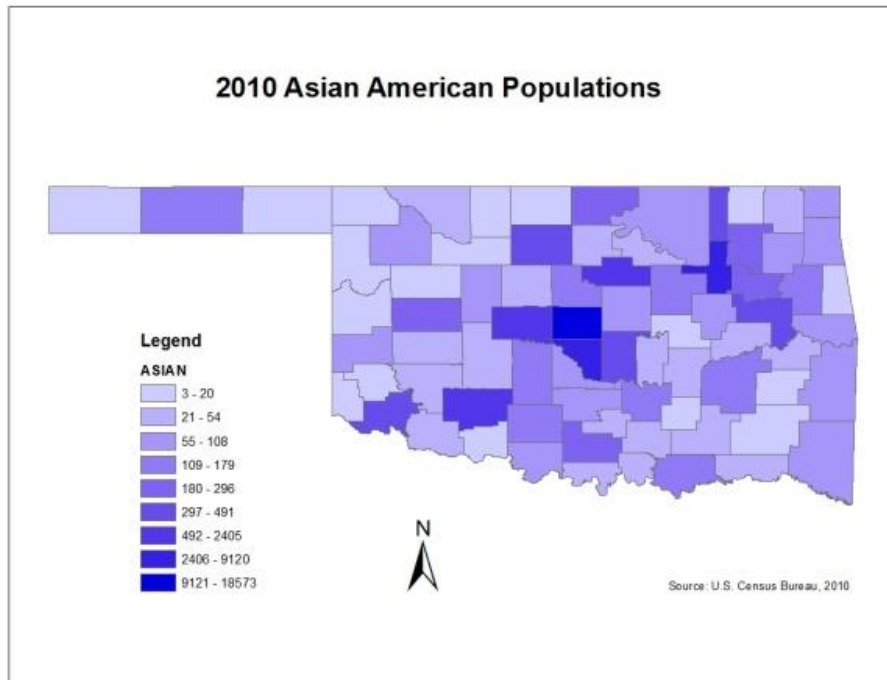 2010 Asian American Populations
Legend
ASIAN
3 - 20
21 - 54
55 - 108
109 - 179
180 - 296
297 - 491
492 - 2405
2406 - 9120
9121 - 18573
N
Source: U.S. Census Bureau, 2010